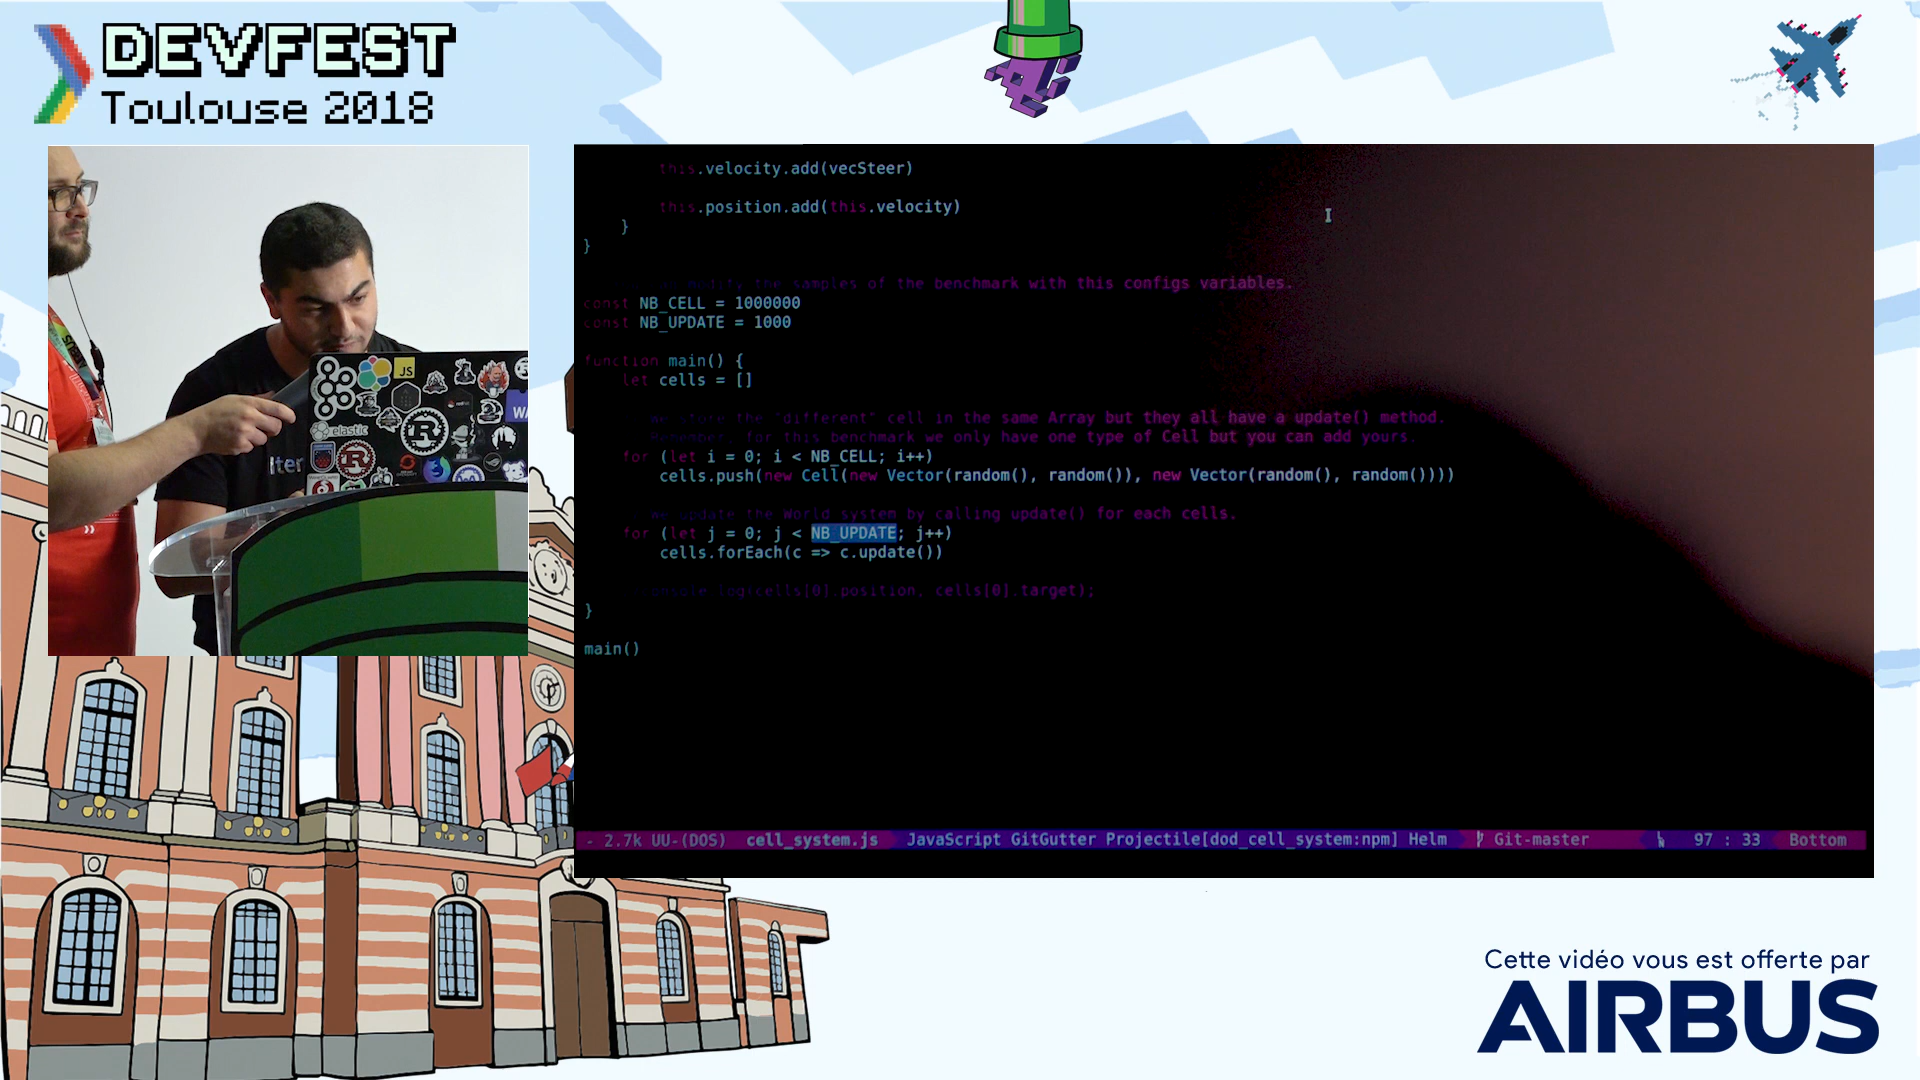 DEVFEST
Toulouse 2018
JS
elastic
R
R
this.velocity.add(vecSteer)
this.position.add(this.velocity)
}
}
modify the samples of the benchmark with this configs variables.
const NB_CELL = 1000000
const NB_UPDATE = 1000
function main() {
let cells = []
we store the "different" cell in the same Array but they all have a update() method.
Remember, for this benchmark we only have one type of Cell but you can add yours.
for (let i = 0; i < NB_CELL; i++)
cells.push(new Cell(new Vector(random(), random()), new Vector(random(), random())))
we update the World system by calling update() for each cells.
for (let j = 0; j < NB_UPDATE; j++)
cells.forEach(c => c.update())
console log(cells[0].position, cells[0].target);
}
main()
- 2.7k UU-(DOS) cell_system.js JavaScript GitGutter Projectile[dod_cell_system:npm] Helm Git-master 97 : 33 Bottom
Cette vidéo vous est offerte par
AIRBUS